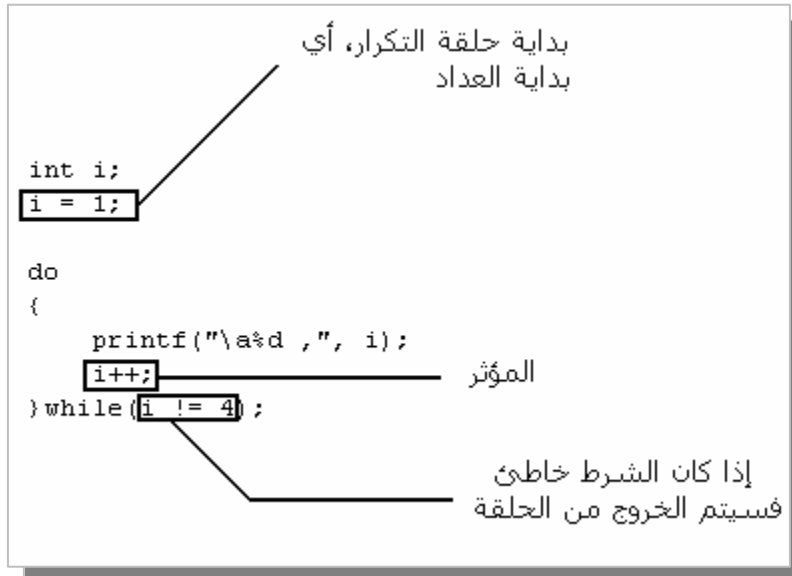 بداية حلقة التكرار، أي
بداية العداد
int i;
i = 1;
do
{
printf("\a%d ,", i);
i++;
المؤثر
}while(i != 4);
إذا كان الشرط خاطئ
فسيتم الخروج من الحلقة